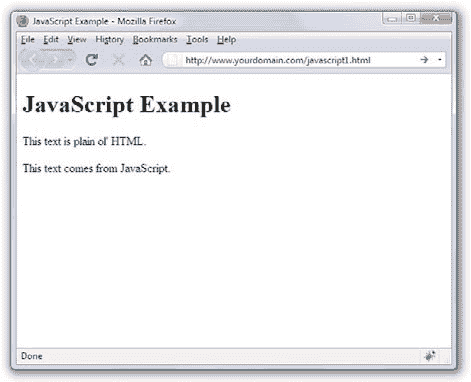 JavaScript Example - Mozilla Firefox
File Edit View History Bookmarks Tools Help
http://www.yourdomain.com/javascript1.html
JavaScript Example
This text is plain ol' HTML.
This text comes from JavaScript.
Done